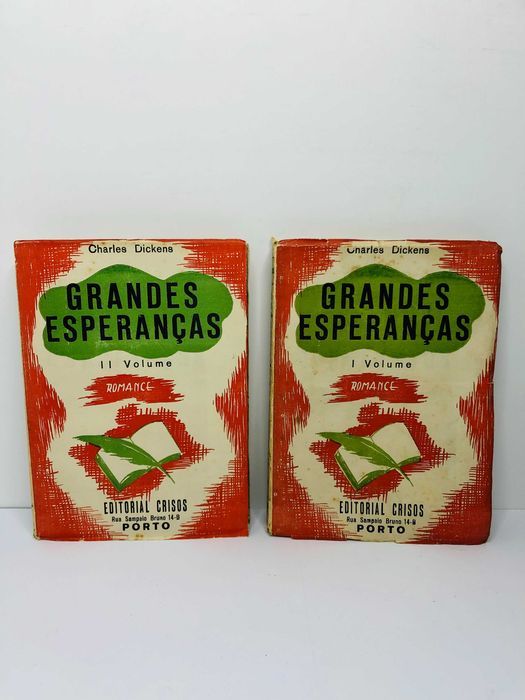 Charles Dickens
GRANDES
ESPERANÇAS
II Volume
ROMANCE
EDITORIAL CRISOS
Rua Sampaio Bruno 14-B
PORTO
Charles Dickens
GRANDES
ESPERANÇAS
I Volume
ROMANCE
EDITORIAL CRISOS
Rua Sampaio Bruno 14-B
PORTO